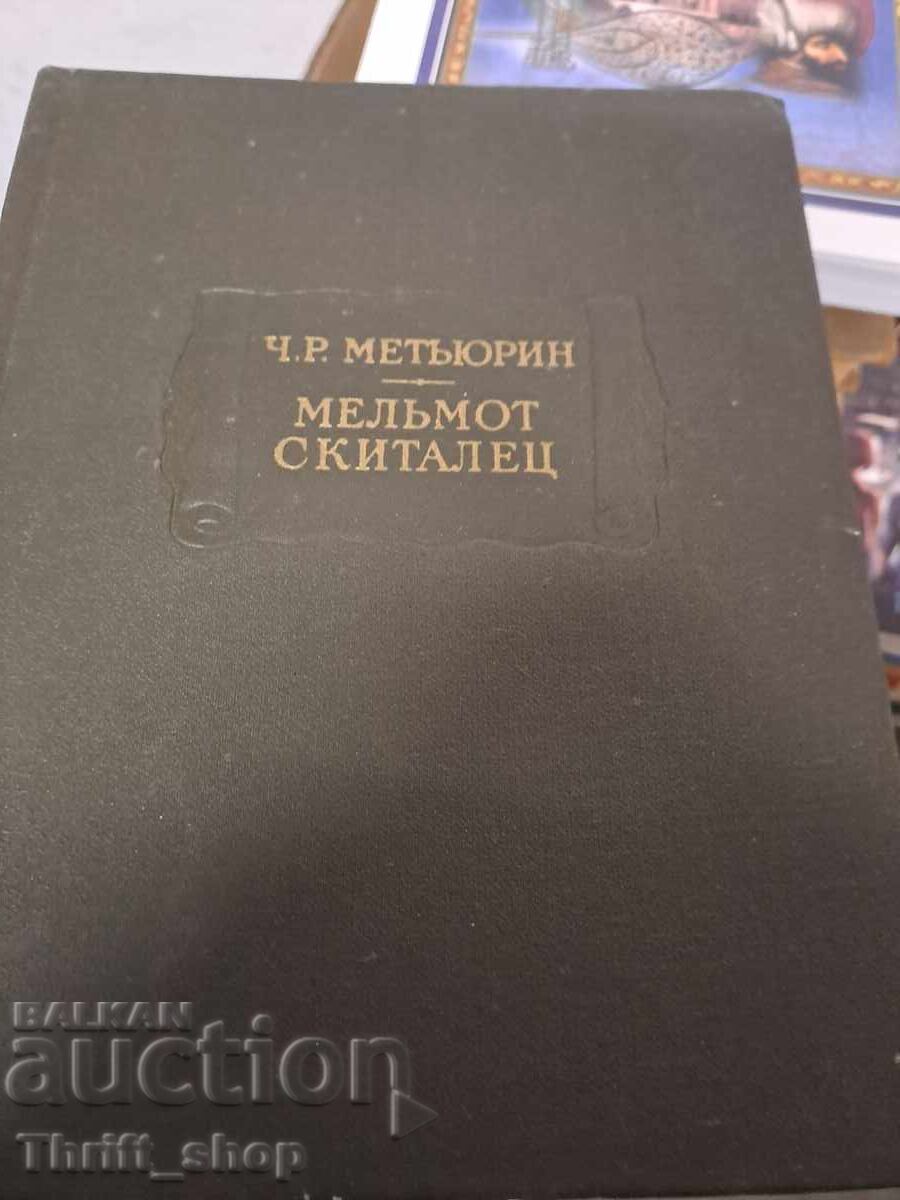 Ч.Р. МЕТЬЮРИН
МЕЛЬМОТ
СКИТАЛЕЦ
BALKAN
auction
Thrift_shop